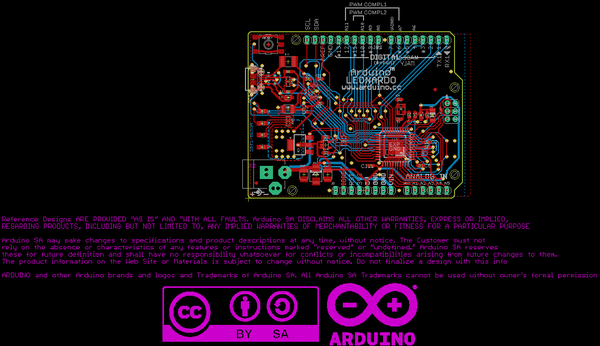 PWM COMPL1
PWM COMPL2
SCL
SDA
DIGITAL
Arduino
LEONARDO
www.arduino.cc
ANALOG IN
Reference Designs ARE PROVIDED "AS IS" AND "WITH ALL FAULTS. Arduino SA DISCLAIMS ALL OTHER WARRANTIES, EXPRESS OR IMPLIED,
REGARDING PRODUCTS, INCLUDING BUT NOT LIMITED TO, ANY IMPLIED WARRANTIES OF MERCHANTABILITY OR FITNESS FOR A PARTICULAR PURPOSE
Arduino SA may make changes to specifications and product descriptions at any time, without notice. The Customer must not
rely on the absence or characteristics of any features or instructions marked "reserved" or "undefined." Arduino SA reserves
these for future definition and shall have no responsibility whatsoever for conflicts or incompatibilities arising from future changes to them.
The product information on the Web Site or Materials is subject to change without notice. Do not finalize a design with this info
ARDUINO and other Arduino brands and logos and Trademarks of Arduino SA. All Arduino SA Trademarks cannot be used without owner's formal permission
cc
BY SA
ARDUINO